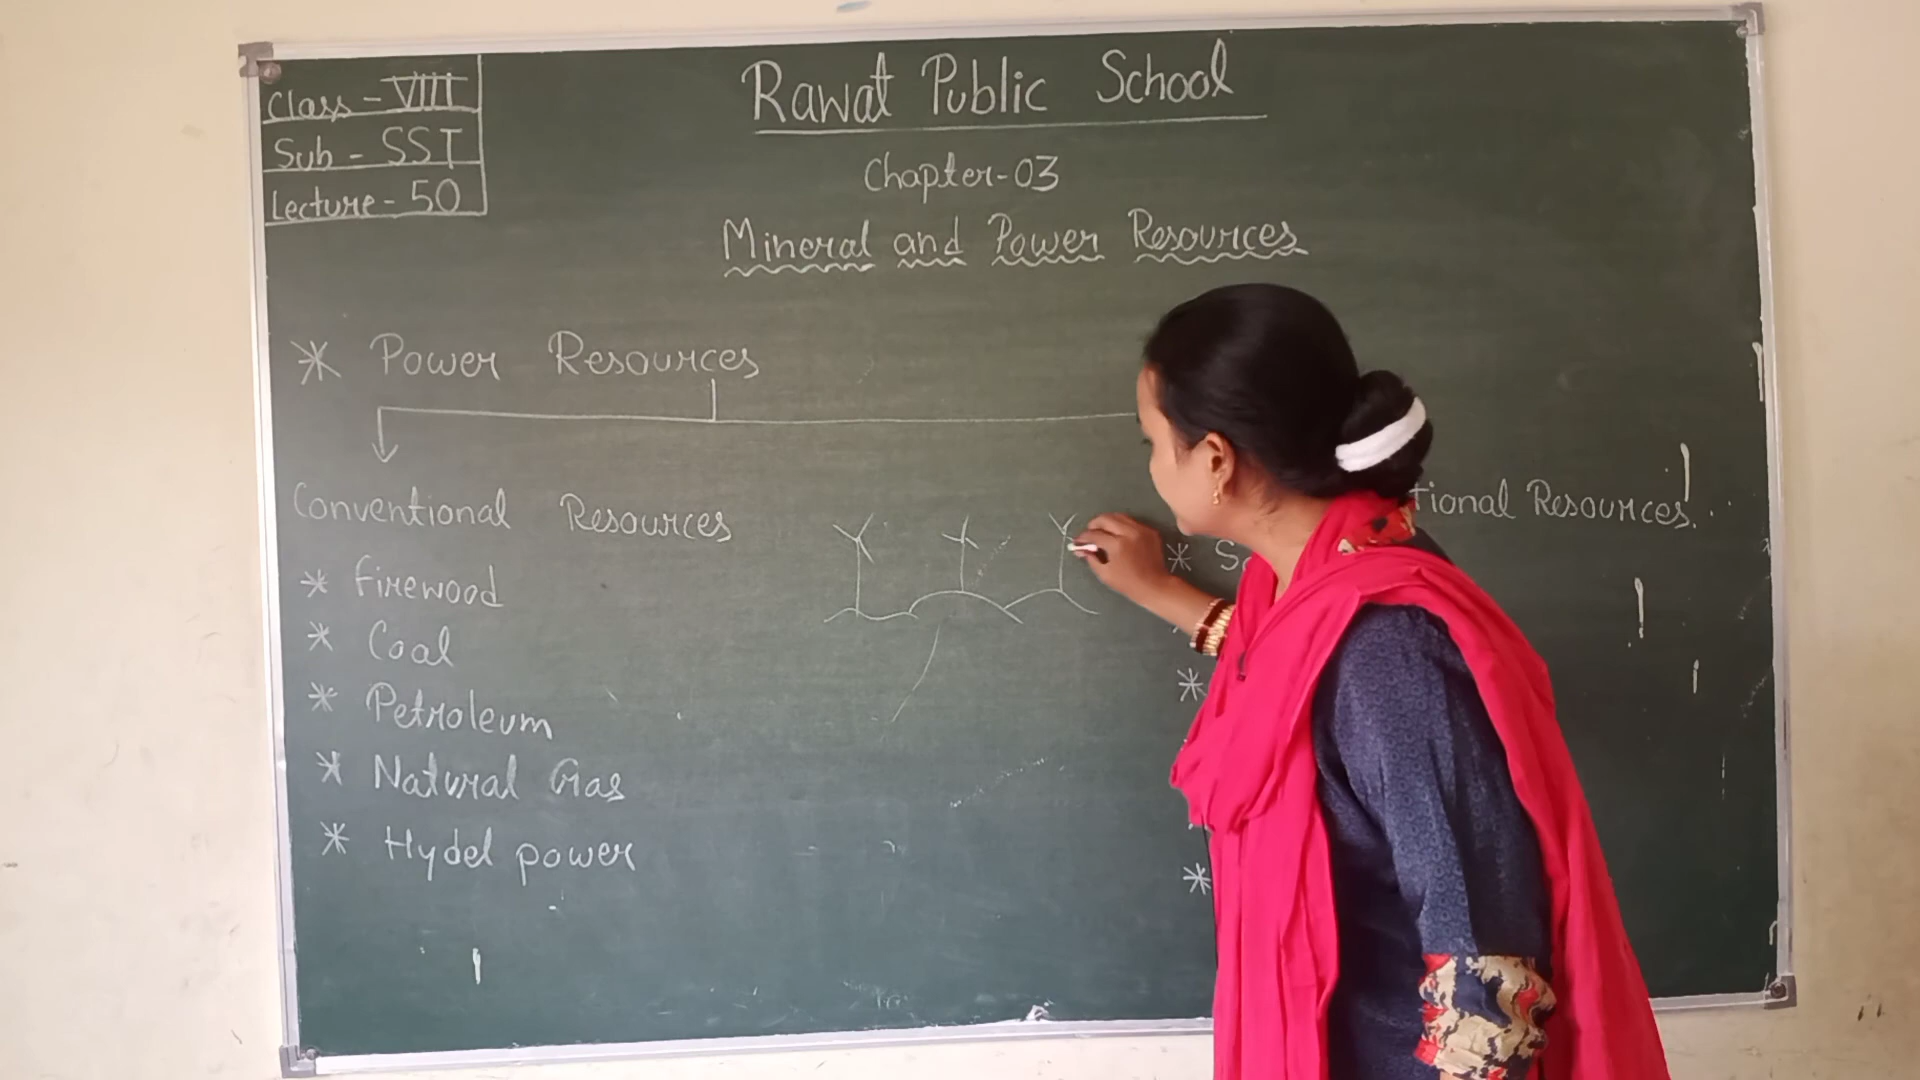 Class - VIII
Sub - SST
Lecture - 50
Rawat Public School
Chapter-03
Mineral and Power Resources
* Power Resources
Conventional Resources
* Firewood
* Coal
* Petroleum
* Natural Gas
* Hydel power
tional Resources
* S
*
*